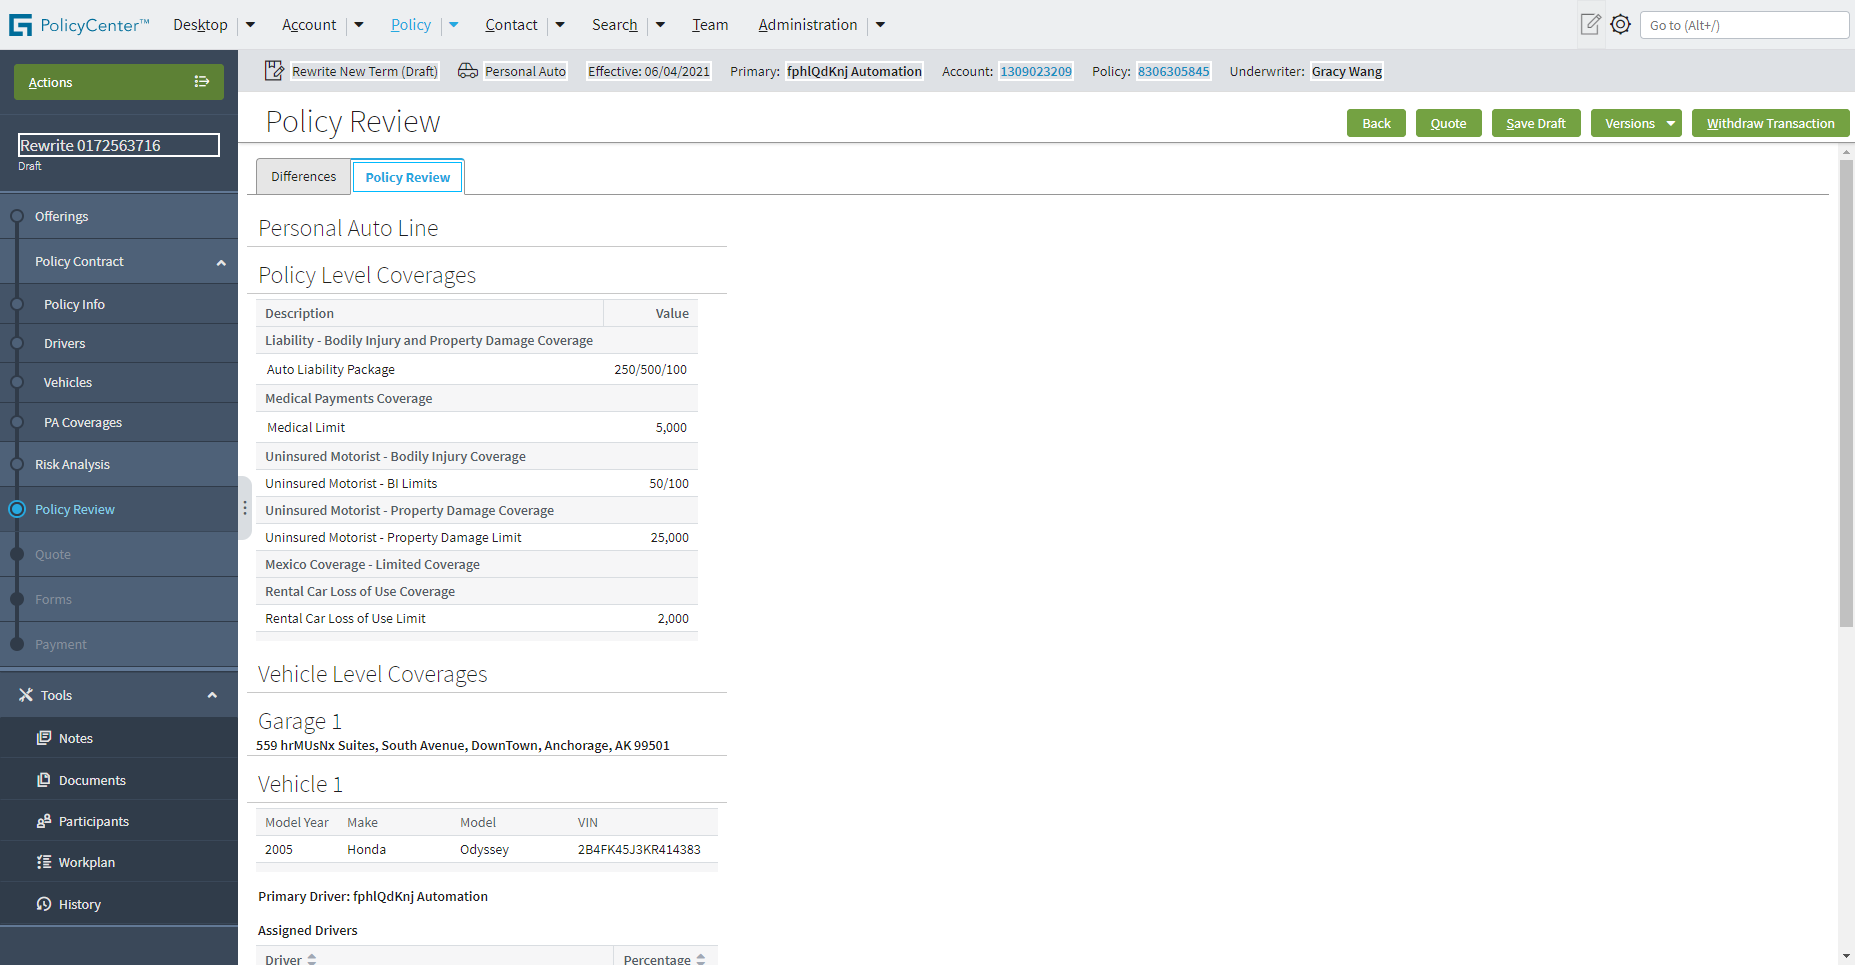 PolicyCenter™ Desktop Account Policy Contact Search Team Administration Go to (Alt+/)
Actions
Rewrite New Term (Draft) Personal Auto Effective: 06/04/2021 Primary: fphlQdKnj Automation Account: 1309023209 Policy: 8306305845 Underwriter: Gracy Wang
Rewrite 0172563716
Draft
Offerings
Policy Contract
Policy Info
Drivers
Vehicles
PA Coverages
Risk Analysis
Policy Review
Quote
Forms
Payment
Tools
Notes
Documents
Participants
Workplan
History
Policy Review
Back Quote Save Draft Versions Withdraw Transaction
Differences Policy Review
Personal Auto Line
Policy Level Coverages
Description Value
Liability - Bodily Injury and Property Damage Coverage
Auto Liability Package 250/500/100
Medical Payments Coverage
Medical Limit 5,000
Uninsured Motorist - Bodily Injury Coverage
Uninsured Motorist - BI Limits 50/100
Uninsured Motorist - Property Damage Coverage
Uninsured Motorist - Property Damage Limit 25,000
Mexico Coverage - Limited Coverage
Rental Car Loss of Use Coverage
Rental Car Loss of Use Limit 2,000
Vehicle Level Coverages
Garage 1
559 hrMUsNx Suites, South Avenue, DownTown, Anchorage, AK 99501
Vehicle 1
Model Year Make Model VIN
2005 Honda Odyssey 2B4FK45J3KR414383
Primary Driver: fphlQdKnj Automation
Assigned Drivers
Driver Percentage